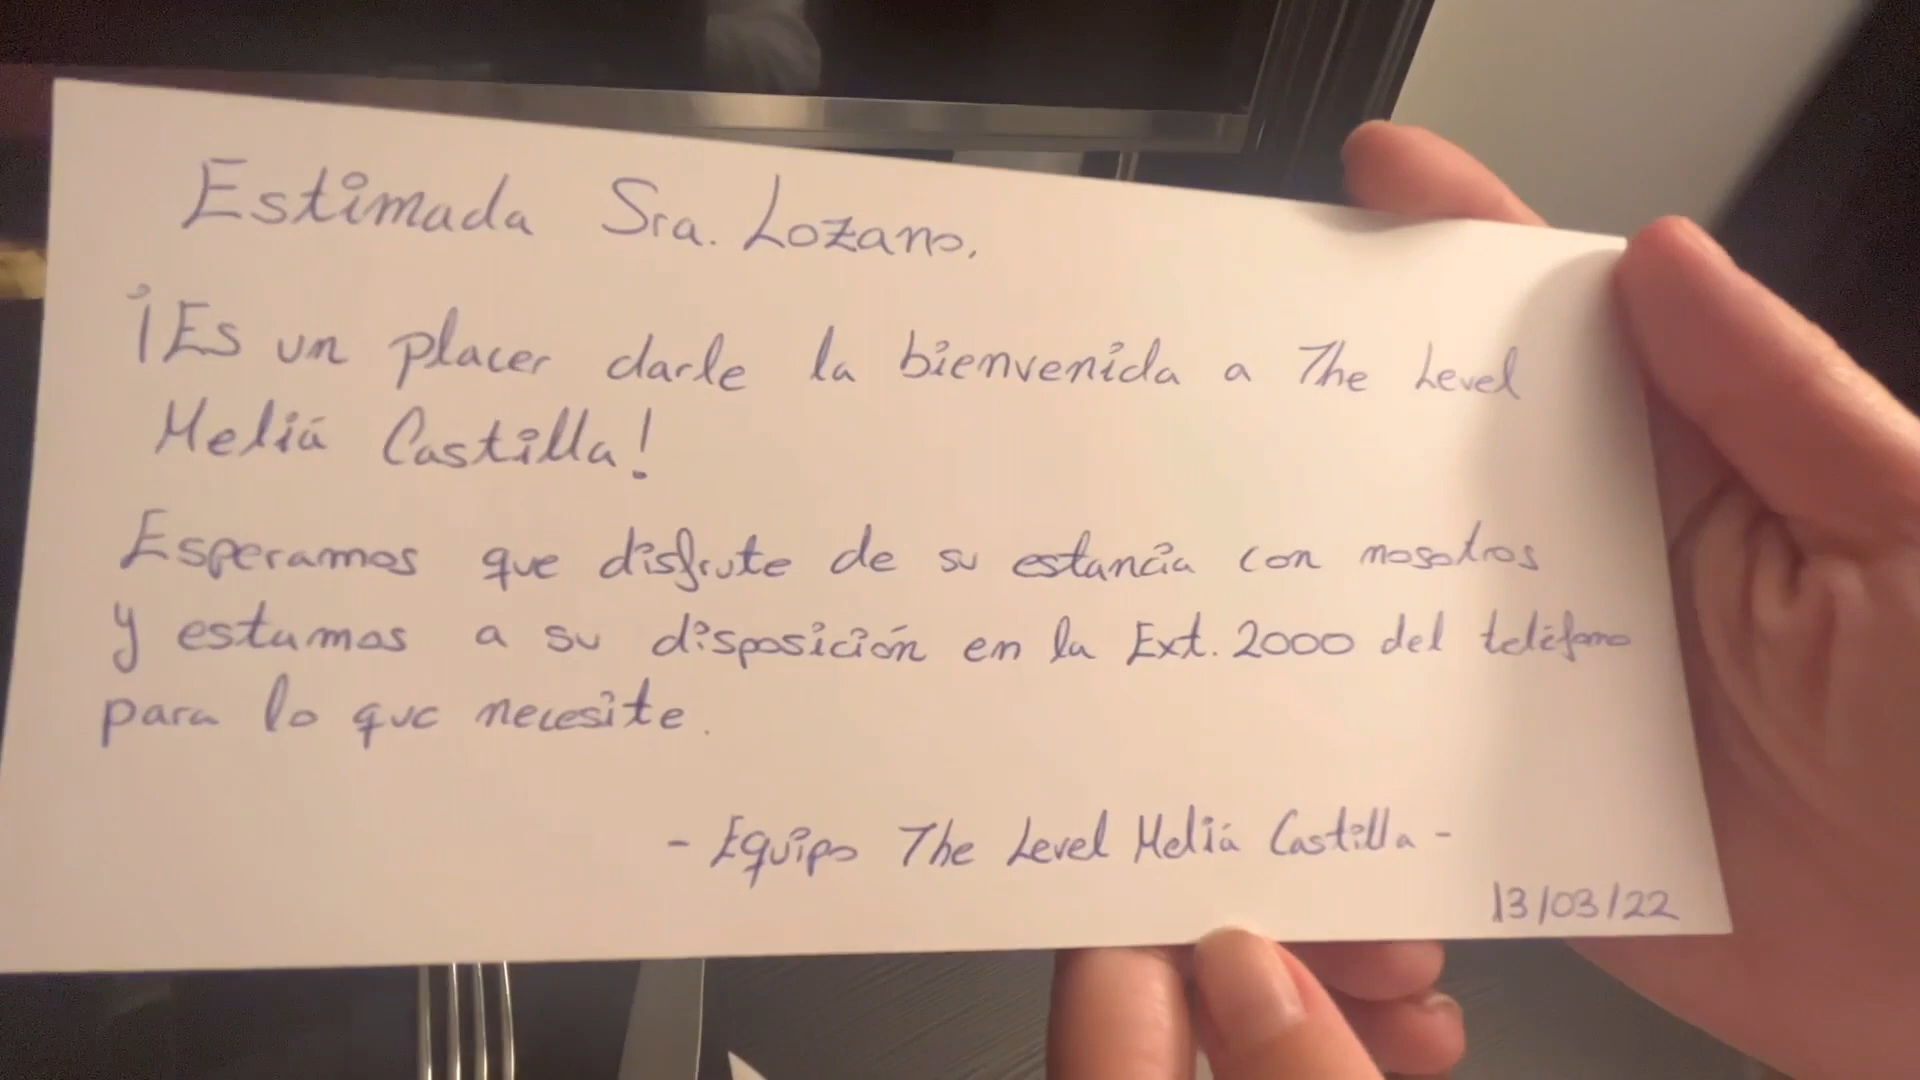 Estimada Sra. Lozano,
¡Es un placer darle la bienvenida a The Level
Meliá Castilla!
Esperamos que disfrute de su estancia con nosotros
y estamos a su disposición en la Ext. 2000 del teléfono
para lo que necesite.
- Equipo The Level Meliá Castilla -
13/03/22